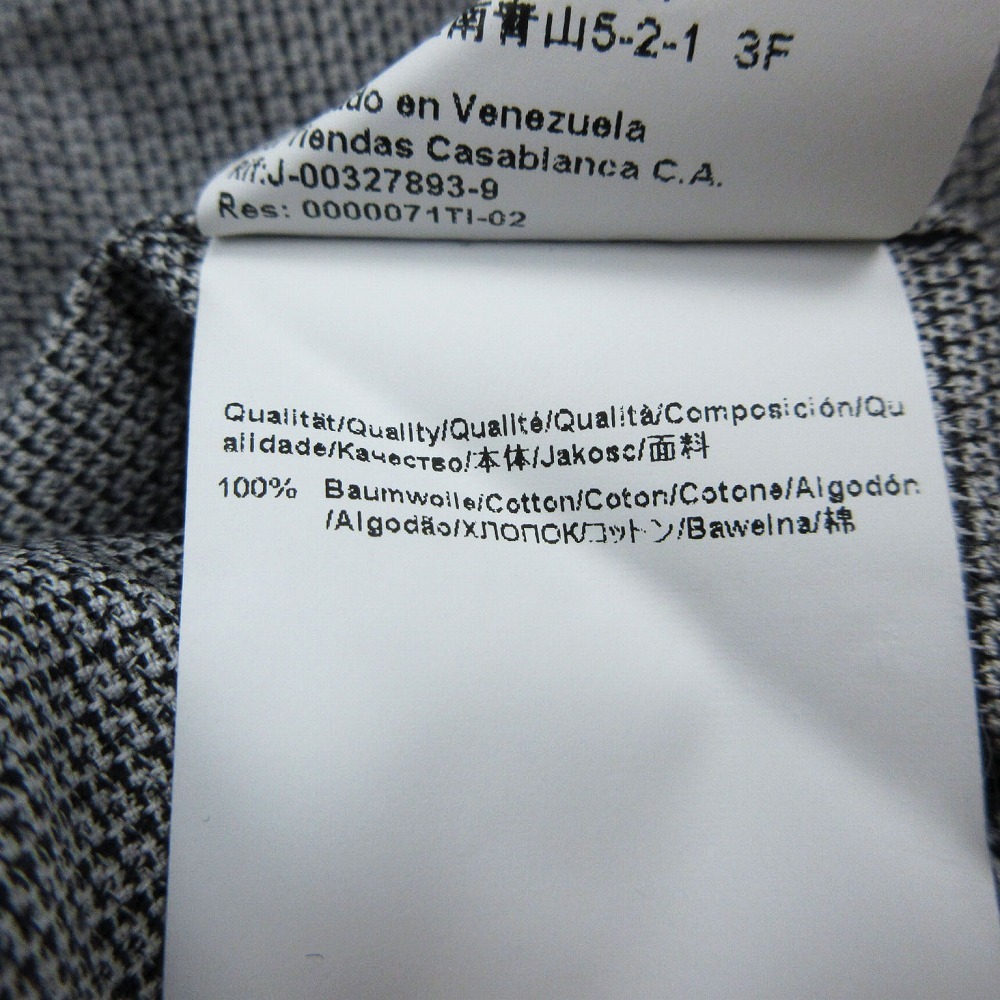 南青山5-2-1 3F
en Venezuela
Casablanca C.A.
Rif:J-00327893-9
Res: 0000071TI-02
Qualität/Quality/Qualité/Qualità/Composición/Qu
alidade/Качество/本体/Jakosc/面料
100% Baumwolle/Cotton/Coton/Cotone/Algodón
/Algodão/ХЛОПОК/コットン/Bawelna/棉